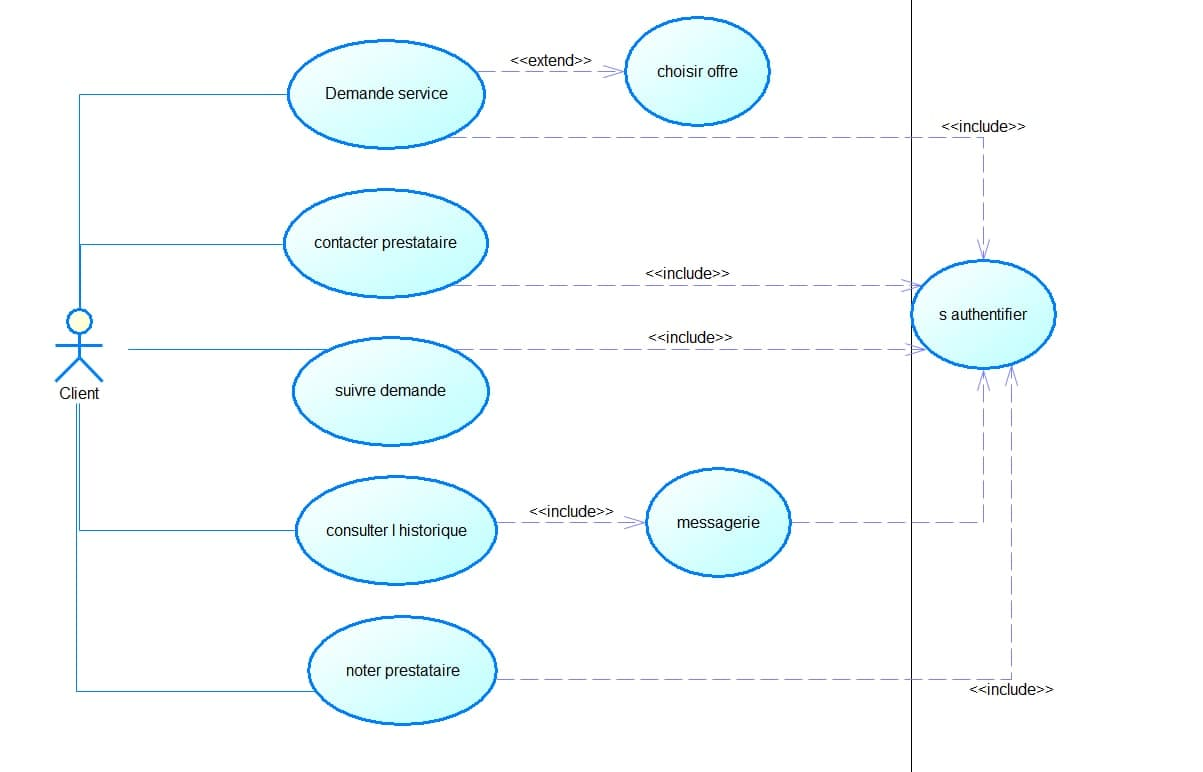 <<extend>>
choisir offre
Demande service
<<include>>
contacter prestataire
<<include>>
s authentifier
<<include>>
Client
suivre demande
<<include>>
messagerie
consulter l historique
noter prestataire
<<include>>